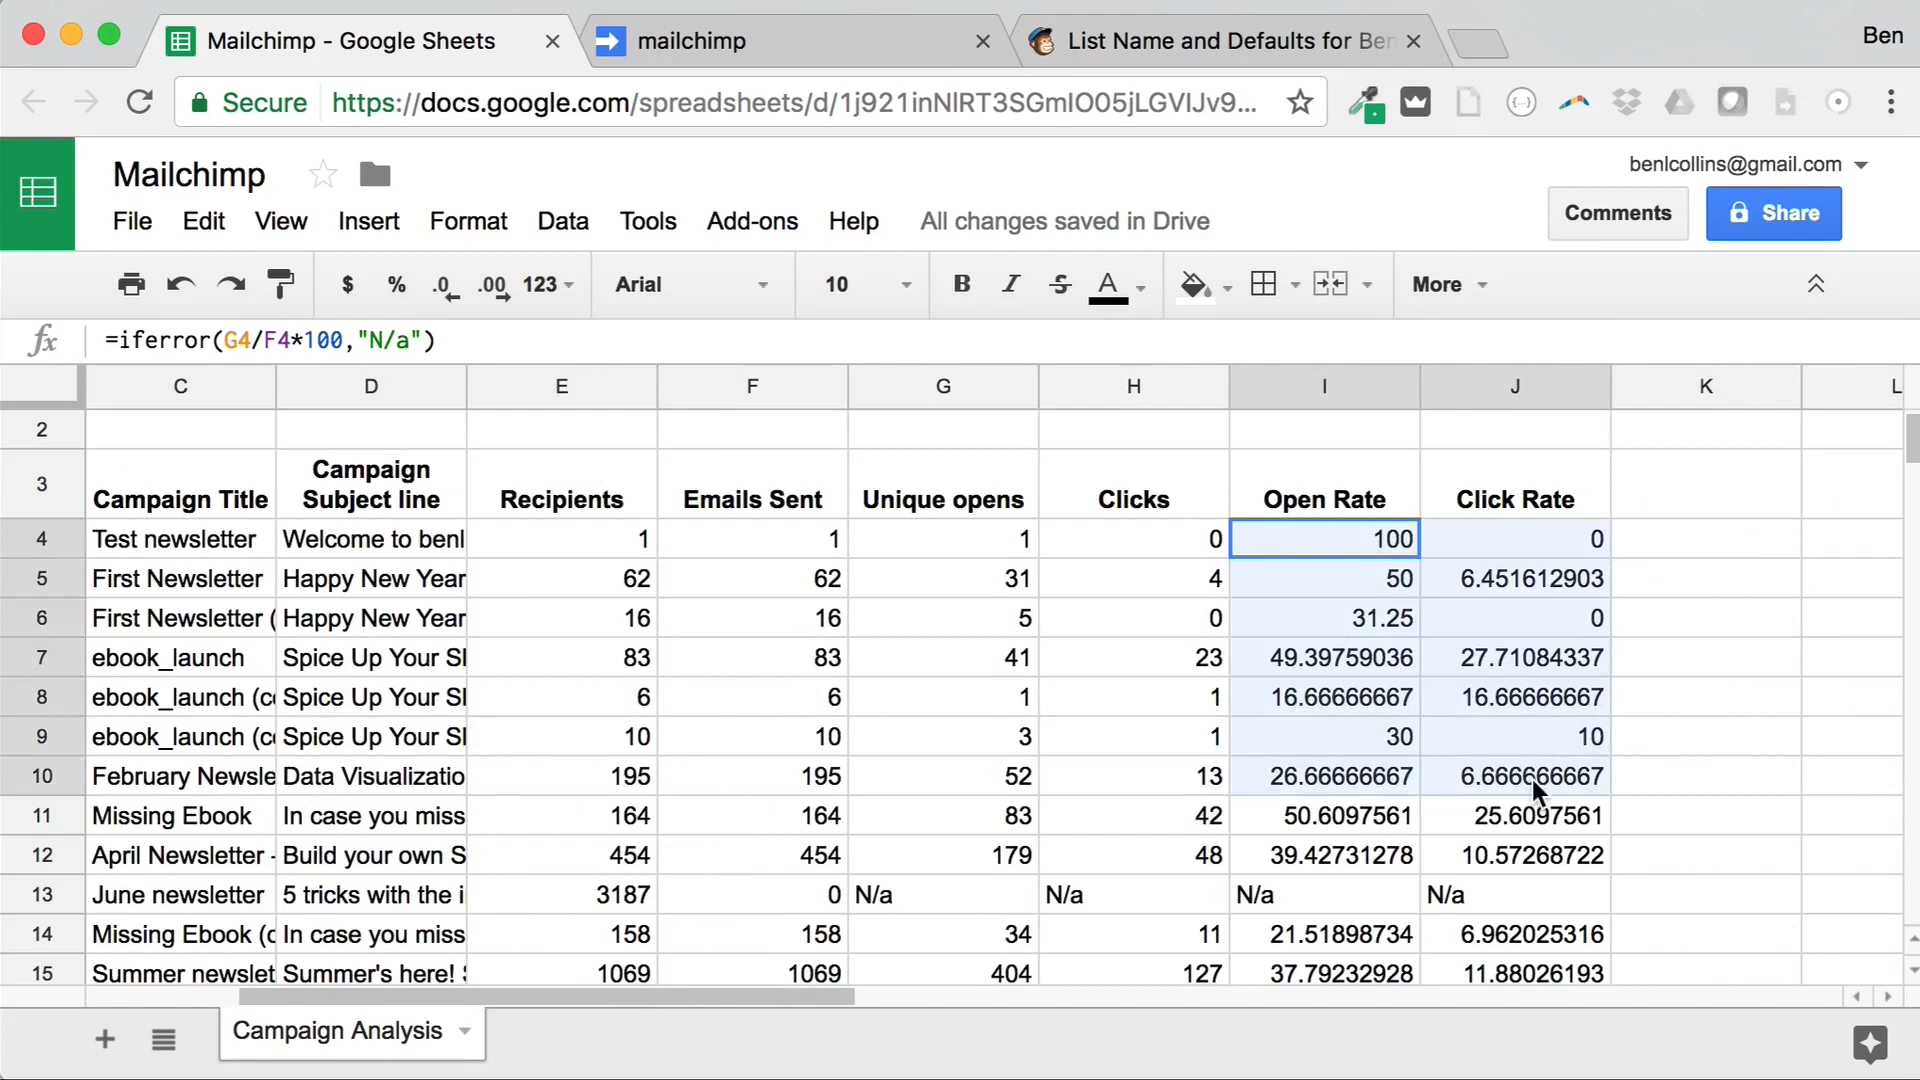 Mailchimp - Google Sheets
mailchimp
List Name and Defaults for Ben
Ben
Secure
https://docs.google.com/spreadsheets/d/1j921inNlRT3SGmIO05jLGVIJv9...
Mailchimp
benlcollins@gmail.com
File Edit View Insert Format Data Tools Add-ons Help All changes saved in Drive
Comments
Share
$ % .0 .00 123 Arial 10 B I S A More
fx =iferror(G4/F4*100,"N/a")
C D E F G H I J K L
2
3 Campaign Title Campaign Subject line Recipients Emails Sent Unique opens Clicks Open Rate Click Rate
4 Test newsletter Welcome to benl 1 1 1 0 100 0
5 First Newsletter Happy New Year 62 62 31 4 50 6.451612903
6 First Newsletter ( Happy New Year 16 16 5 0 31.25 0
7 ebook_launch Spice Up Your Sl 83 83 41 23 49.39759036 27.71084337
8 ebook_launch (co Spice Up Your Sl 6 6 1 1 16.66666667 16.66666667
9 ebook_launch (co Spice Up Your Sl 10 10 3 1 30 10
10 February Newsle Data Visualizatio 195 195 52 13 26.66666667 6.666666667
11 Missing Ebook In case you miss 164 164 83 42 50.6097561 25.6097561
12 April Newsletter - Build your own S 454 454 179 48 39.42731278 10.57268722
13 June newsletter 5 tricks with the i 3187 0 N/a N/a N/a N/a
14 Missing Ebook (c In case you miss 158 158 34 11 21.51898734 6.962025316
15 Summer newslet Summer's here! 1069 1069 404 127 37.79232928 11.88026193
Campaign Analysis